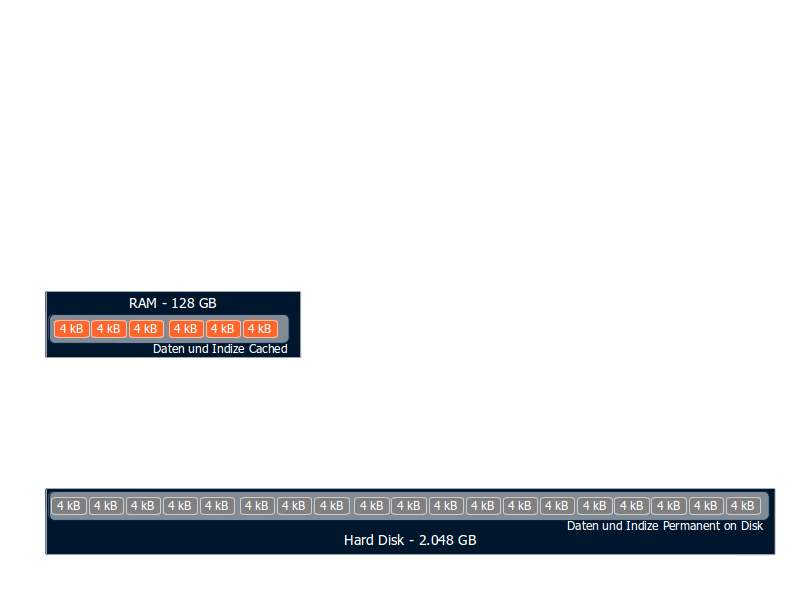 RAM - 128 GB
4 kB 4 kB 4 kB 4 kB 4 kB 4 kB
Daten und Indize Cached
4 kB 4 kB 4 kB 4 kB 4 kB 4 kB 4 kB 4 kB 4 kB 4 kB 4 kB 4 kB 4 kB 4 kB 4 kB 4 kB 4 kB 4 kB 4 kB
Daten und Indize Permanent on Disk
Hard Disk - 2.048 GB